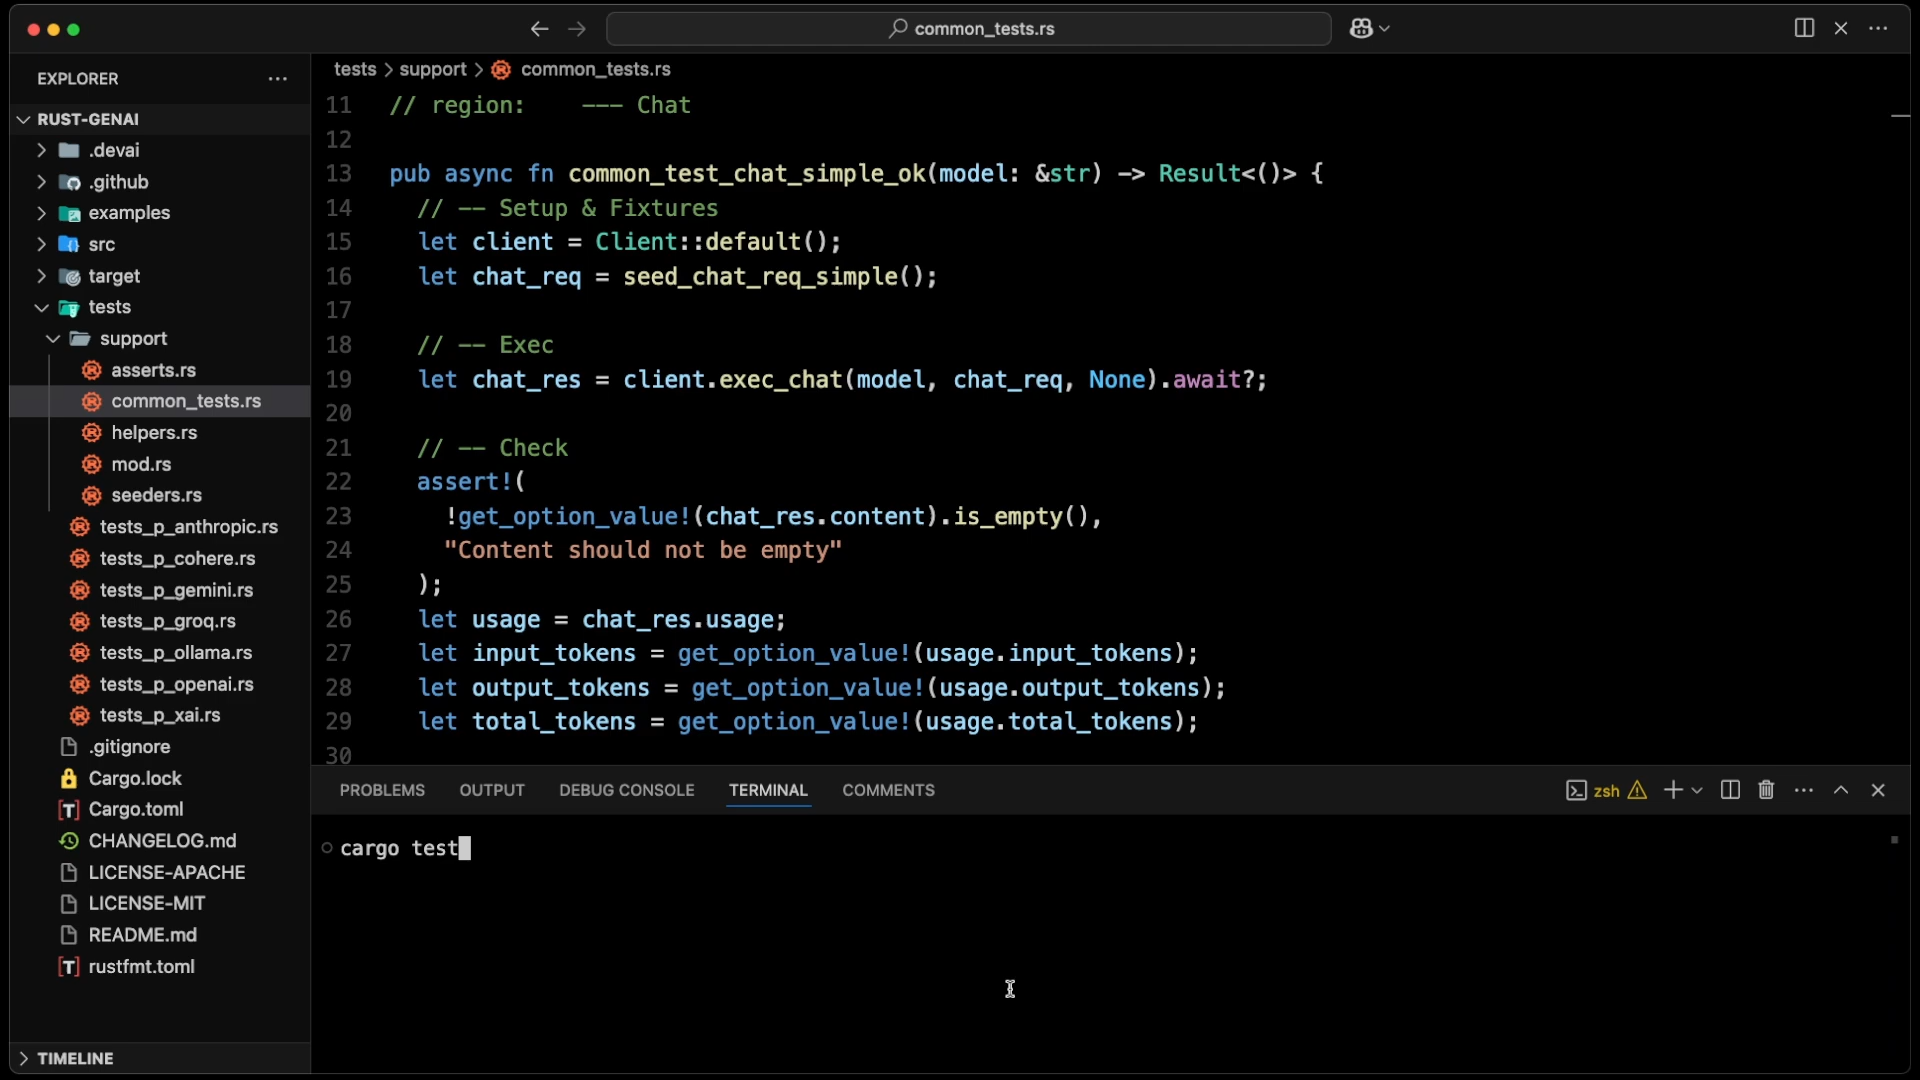 common_tests.rs
EXPLORER
RUST-GENAI
.devai
.github
examples
src
target
tests
support
asserts.rs
common_tests.rs
helpers.rs
mod.rs
seeders.rs
tests_p_anthropic.rs
tests_p_cohere.rs
tests_p_gemini.rs
tests_p_groq.rs
tests_p_ollama.rs
tests_p_openai.rs
tests_p_xai.rs
.gitignore
Cargo.lock
Cargo.toml
CHANGELOG.md
LICENSE-APACHE
LICENSE-MIT
README.md
rustfmt.toml
TIMELINE
tests > support > common_tests.rs
11 // region:    --- Chat
12
13 pub async fn common_test_chat_simple_ok(model: &str) -> Result<()> {
14   // -- Setup & Fixtures
15   let client = Client::default();
16   let chat_req = seed_chat_req_simple();
17
18   // -- Exec
19   let chat_res = client.exec_chat(model, chat_req, None).await?;
20
21   // -- Check
22   assert!(
23     !get_option_value!(chat_res.content).is_empty(),
24     "Content should not be empty"
25   );
26   let usage = chat_res.usage;
27   let input_tokens = get_option_value!(usage.input_tokens);
28   let output_tokens = get_option_value!(usage.output_tokens);
29   let total_tokens = get_option_value!(usage.total_tokens);
30
PROBLEMS OUTPUT DEBUG CONSOLE TERMINAL COMMENTS zsh
cargo test